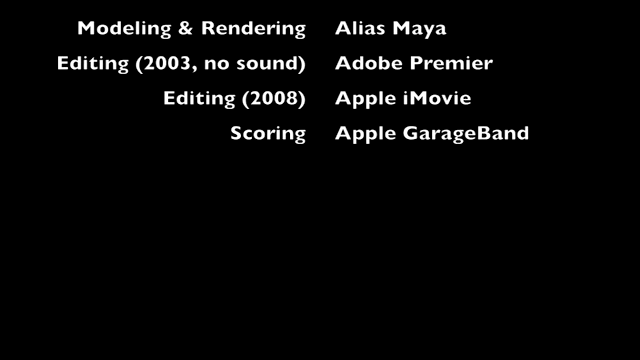 Modeling & Rendering Alias Maya
Editing (2003, no sound) Adobe Premier
Editing (2008) Apple iMovie
Scoring Apple GarageBand